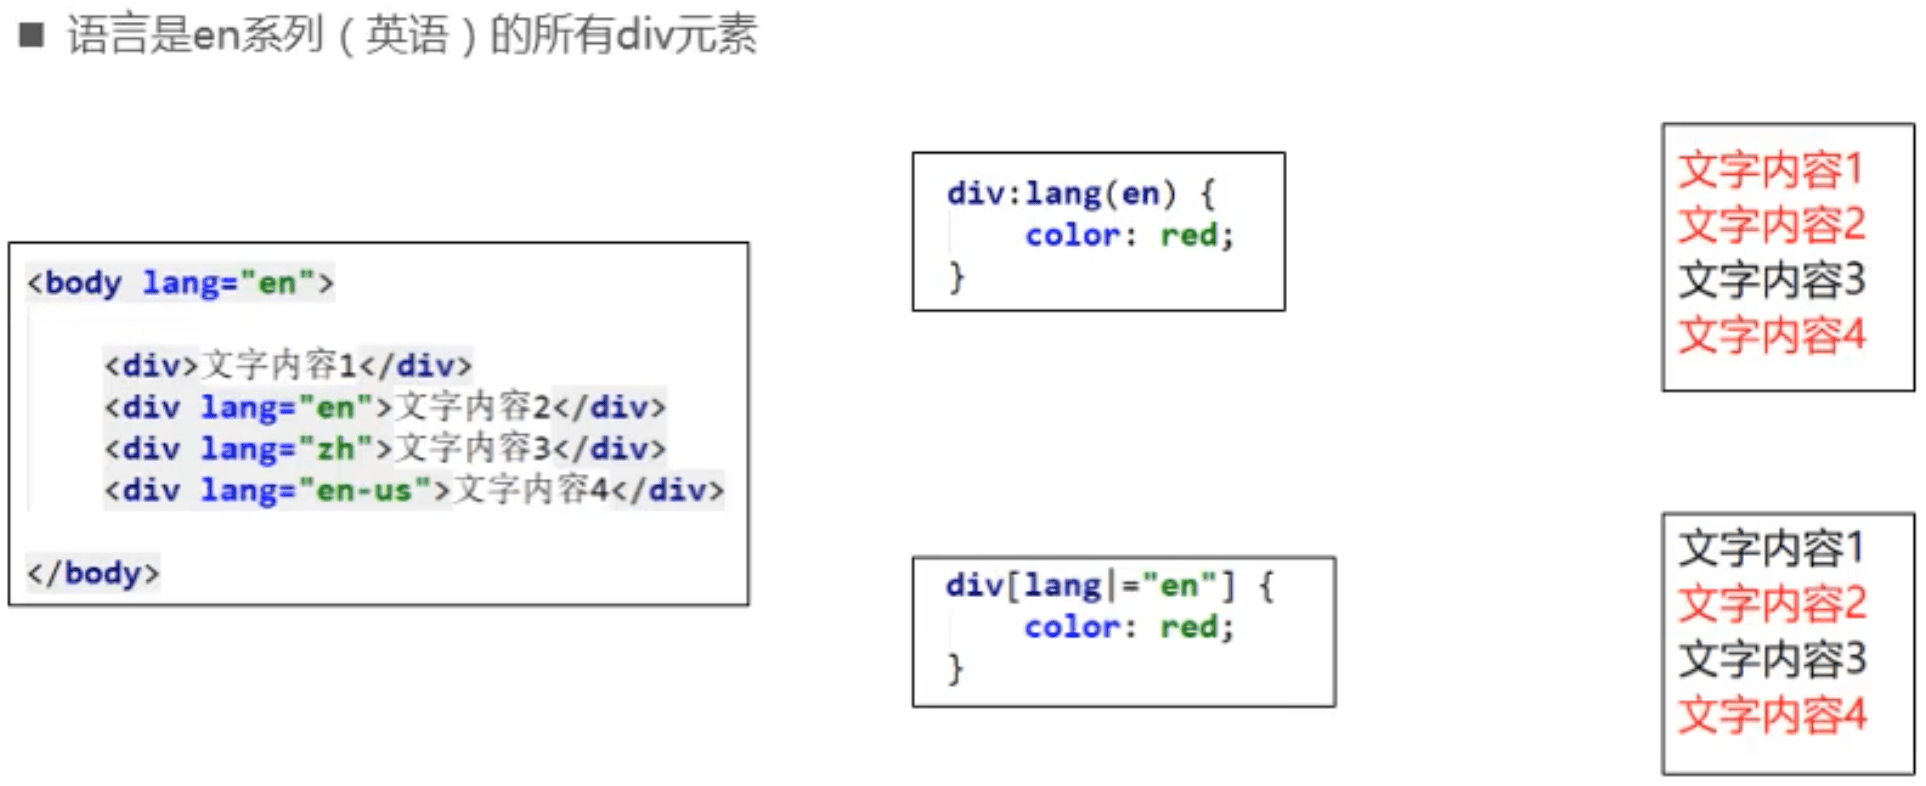 ■ 语言是en系列（英语）的所有div元素
<body lang="en">
<div>文字内容1</div>
<div lang="en">文字内容2</div>
<div lang="zh">文字内容3</div>
<div lang="en-us">文字内容4</div>
</body>
div:lang(en) {
color: red;
}
文字内容1
文字内容2
文字内容3
文字内容4
div[lang|="en"] {
color: red;
}
文字内容1
文字内容2
文字内容3
文字内容4